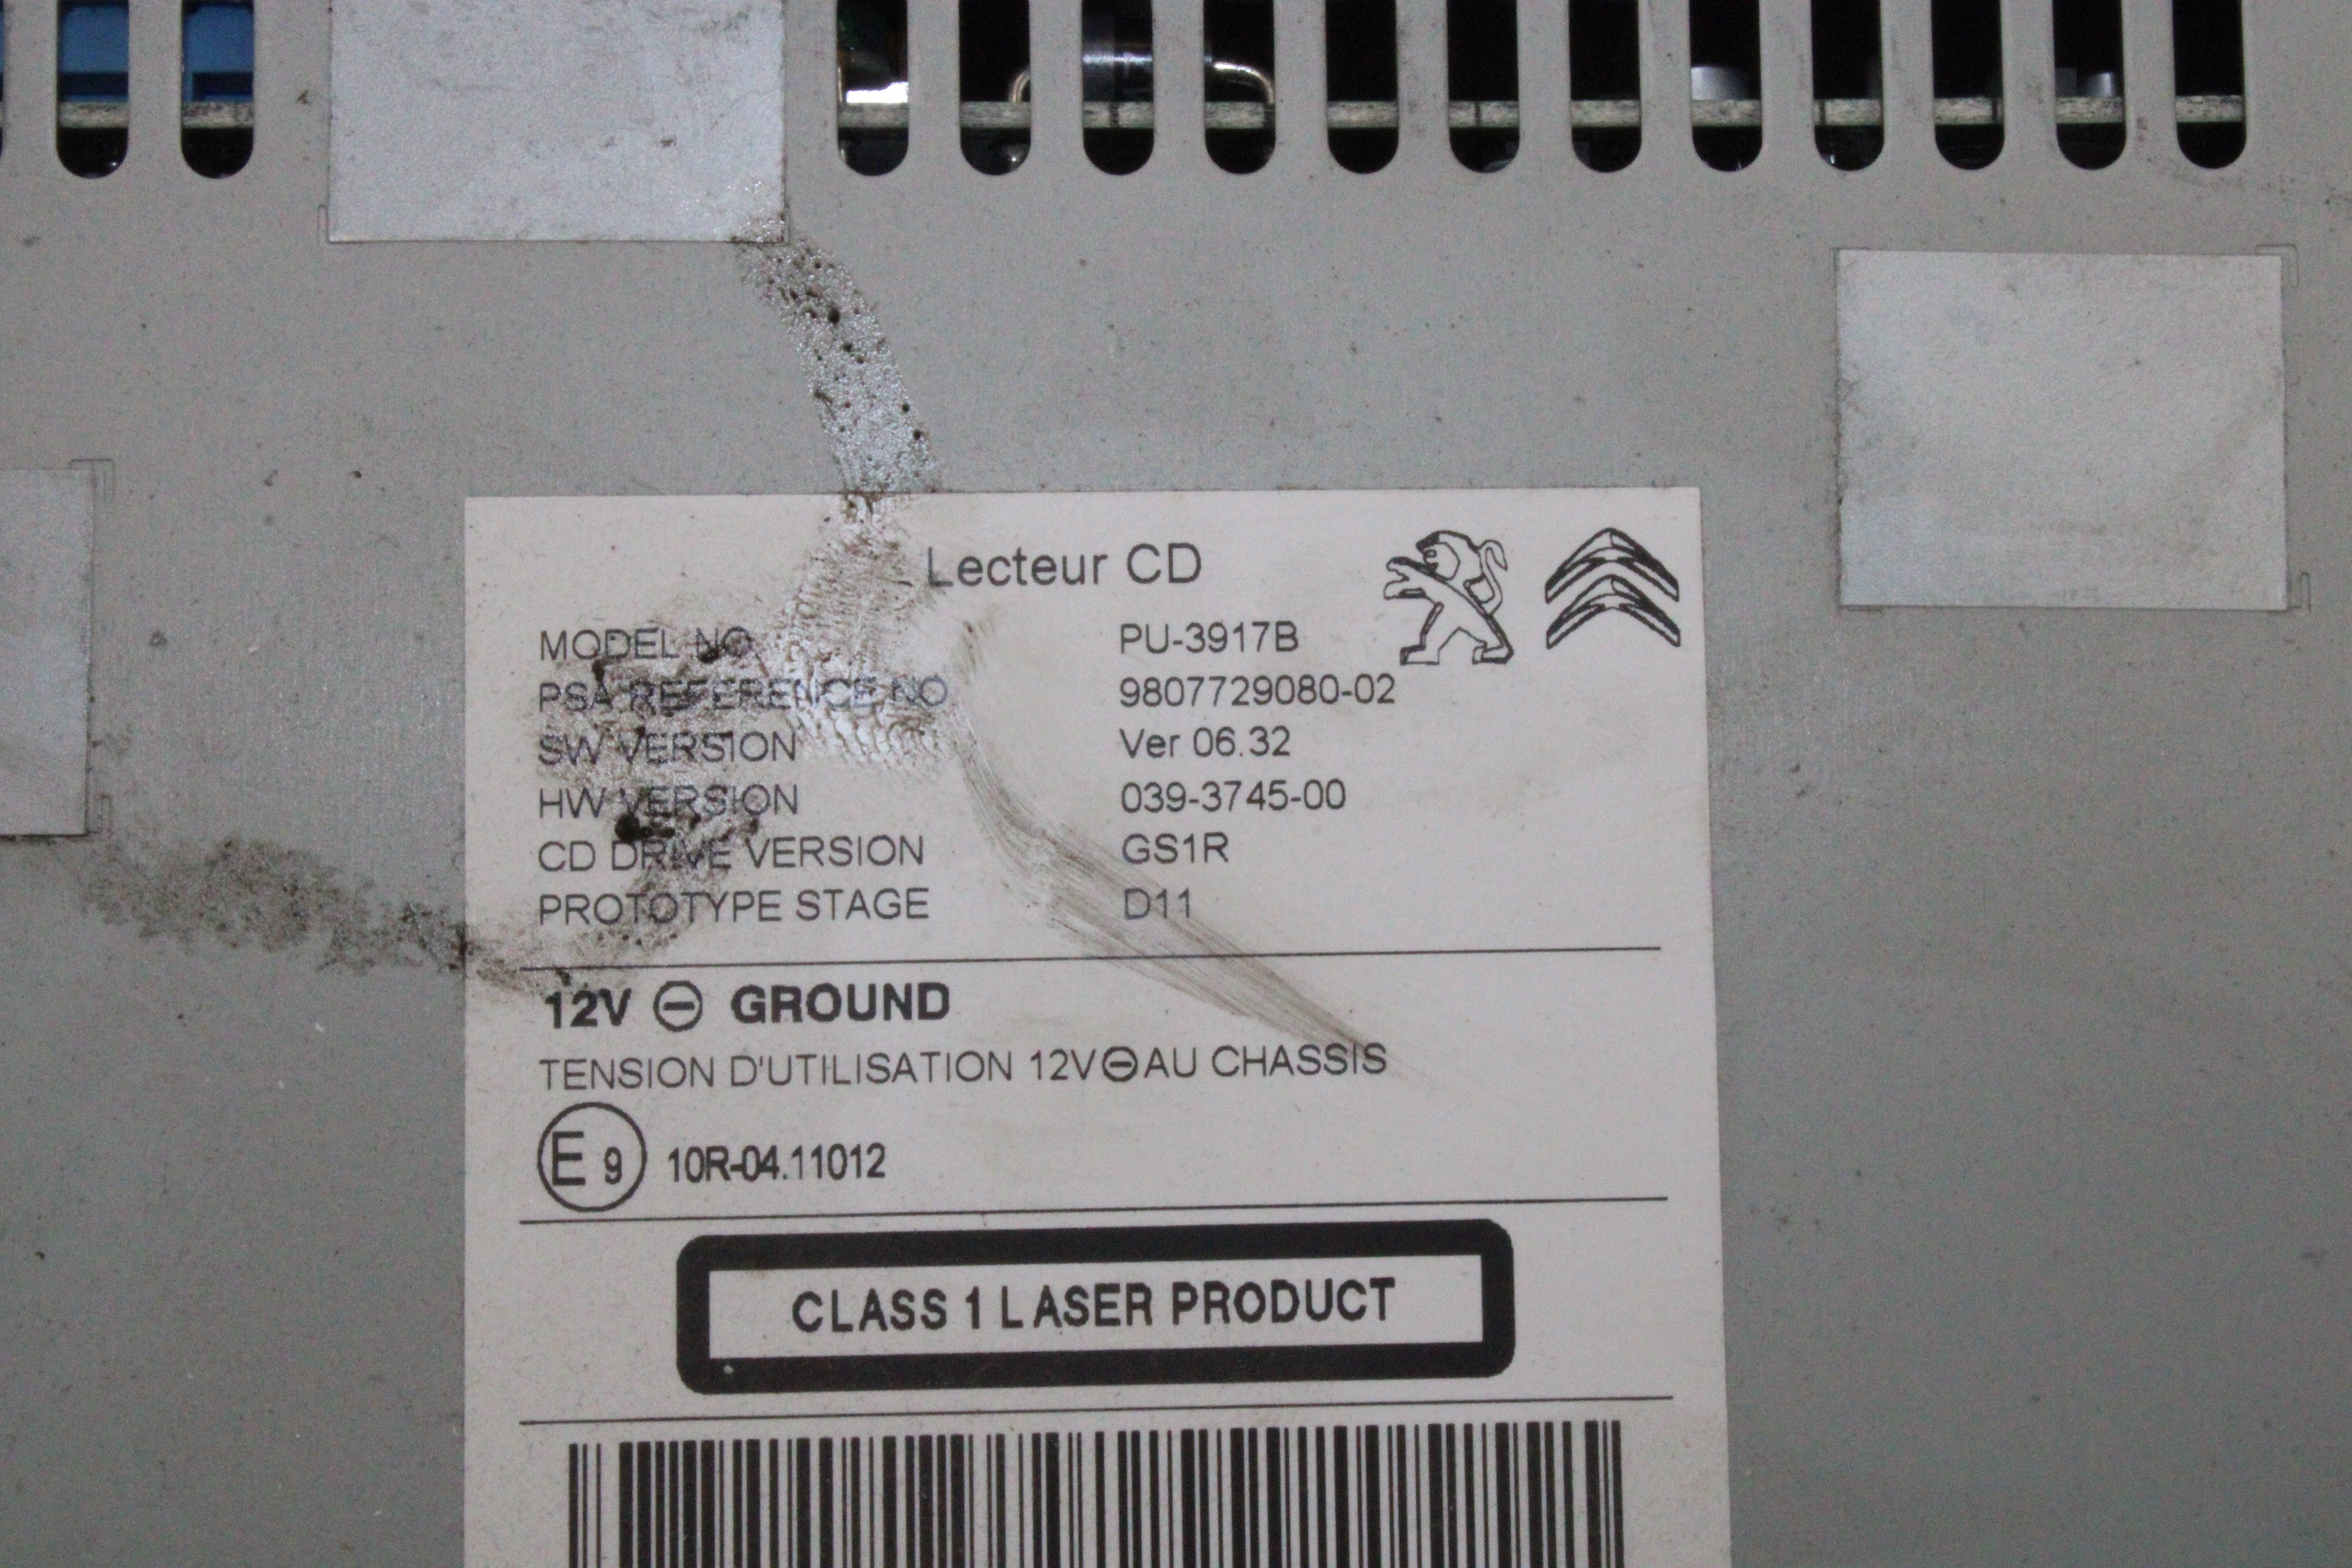 Lecteur CD
MODEL NO PU-3917B
PSA REFERENCE NO 9807729080-02
SW VERSION Ver 06.32
HW VERSION 039-3745-00
CD DRIVE VERSION GS1R
PROTOTYPE STAGE D11
12V ⊖ GROUND
TENSION D'UTILISATION 12V⊖AU CHASSIS
E 9 10R-04.11012
CLASS 1 LASER PRODUCT